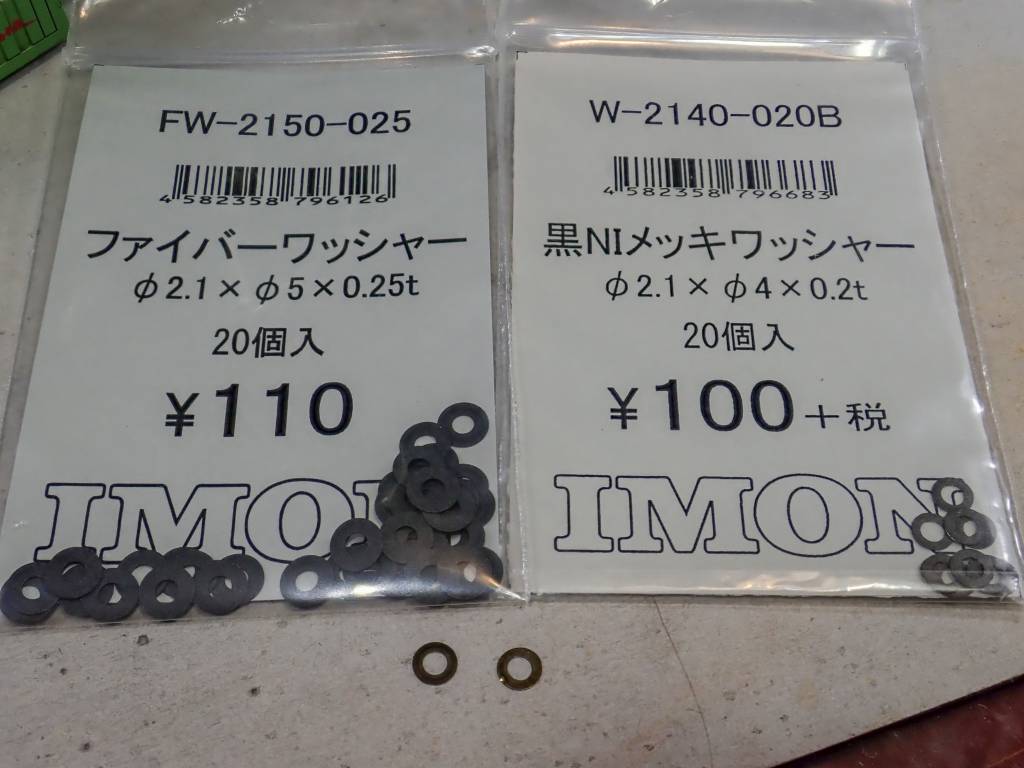 FW-2150-025
4 582358 796126
ファイバーワッシャー
φ2.1×φ5×0.25t
20個入
¥110
IMON
W-2140-020B
4 582358 796683
黒NIメッキワッシャー
φ2.1×φ4×0.2t
20個入
¥100+税
IMON